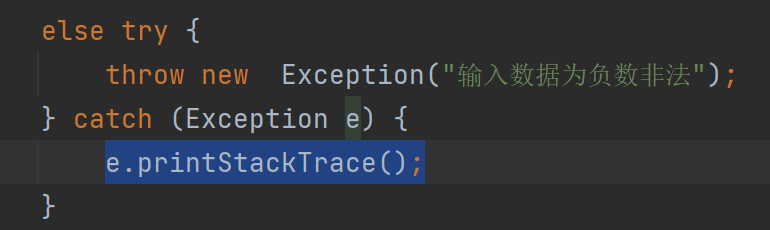 else try {
throw new  Exception("输入数据为负数非法");
} catch (Exception e) {
e.printStackTrace();
}